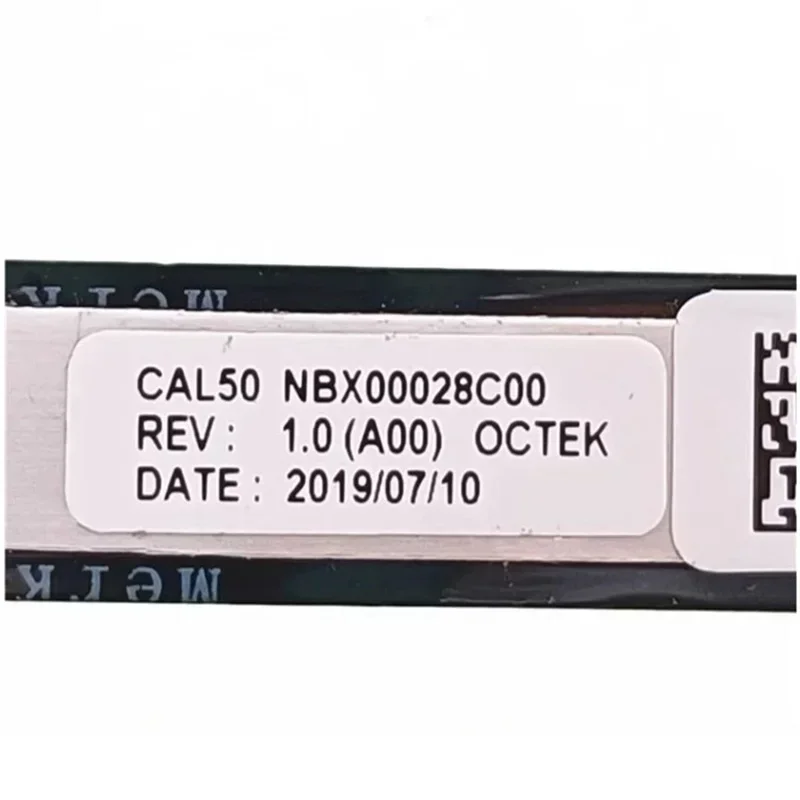 CAL50 NBX00028C00
REV : 1.0 (A00) OCTEK
DATE : 2019/07/10